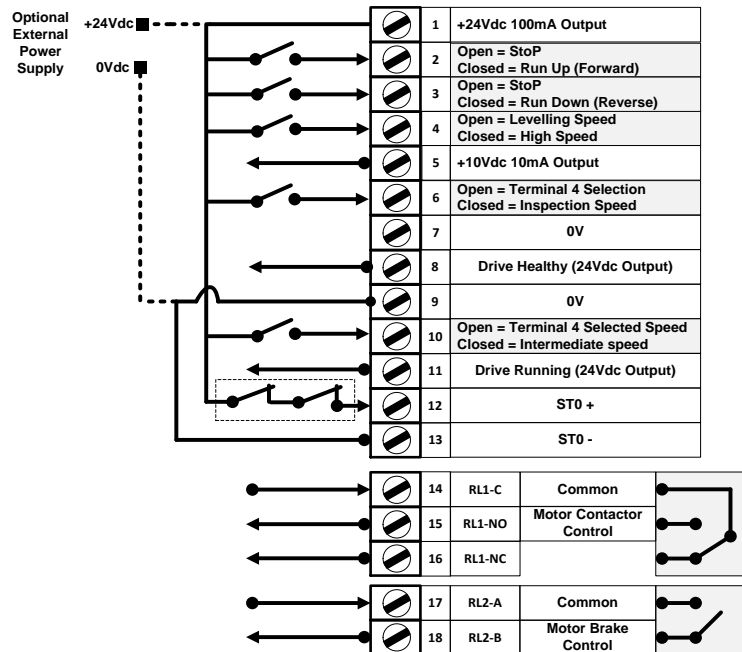 Optional
External
Power
Supply
+24Vdc
0Vdc
1 +24Vdc 100mA Output
2 Open = StoP
Closed = Run Up (Forward)
3 Open = StoP
Closed = Run Down (Reverse)
4 Open = Levelling Speed
Closed = High Speed
5 +10Vdc 10mA Output
6 Open = Terminal 4 Selection
Closed = Inspection Speed
7 0V
8 Drive Healthy (24Vdc Output)
9 0V
10 Open = Terminal 4 Selected Speed
Closed = Intermediate speed
11 Drive Running (24Vdc Output)
12 ST0 +
13 ST0 -
14 RL1-C Common
15 RL1-NO Motor Contactor
Control
16 RL1-NC
17 RL2-A Common
18 RL2-B Motor Brake
Control